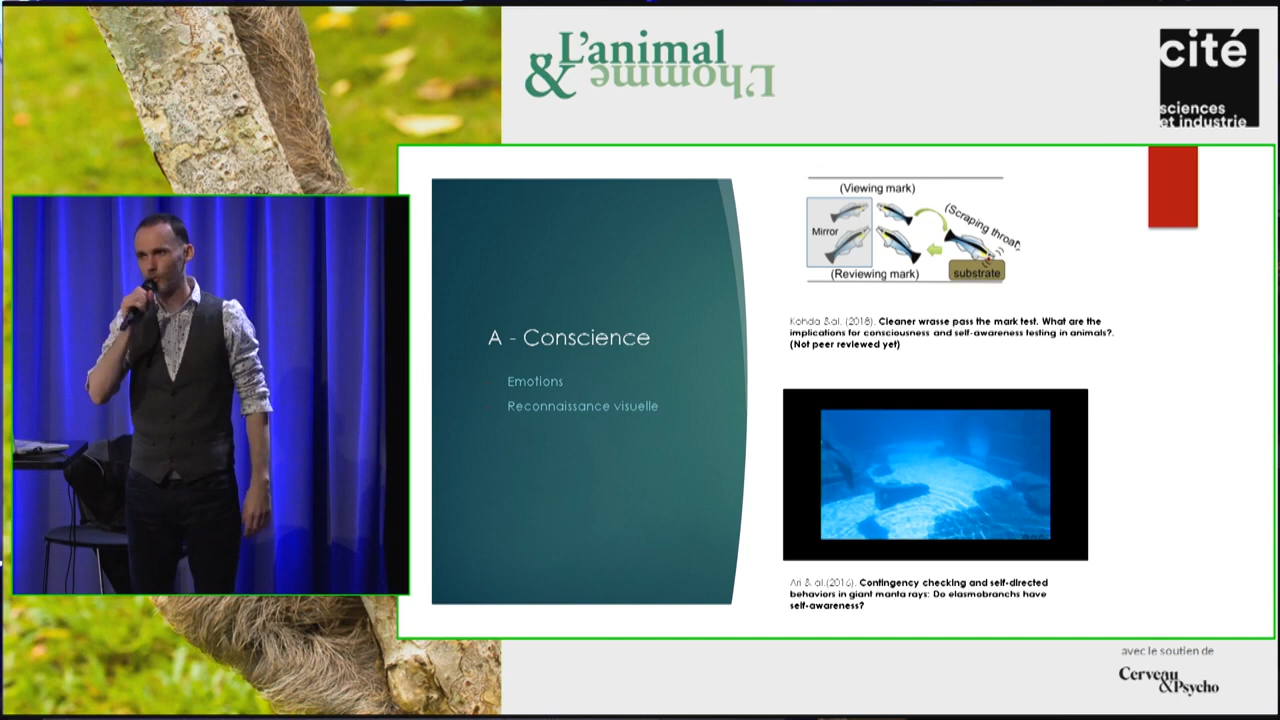 L'animal
& L'homme
cité
sciences
et industrie
(Viewing mark)
(Scraping throat)
Mirror
(Reviewing mark)
substrate
Kohda & al. (2018). Cleaner wrasse pass the mark test. What are the
implications for consciousness and self-awareness testing in animals?.
(Not peer reviewed yet)
A - Conscience
Emotions
Reconnaissance visuelle
Ari & al.(2016). Contingency checking and self-directed
behaviors in giant manta rays: Do elasmobranchs have
self-awareness?
avec le soutien de
Cerveau
&Psycho